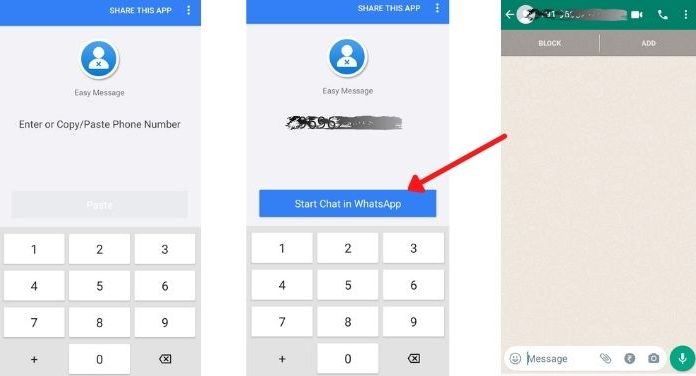 SHARE THIS APP
Easy Message
Enter or Copy/Paste Phone Number
Paste
1 2 3
4 5 6
7 8 9
+ 0
SHARE THIS APP
Easy Message
Start Chat in WhatsApp
1 2 3
4 5 6
7 8 9
+ 0
BLOCK ADD
Message